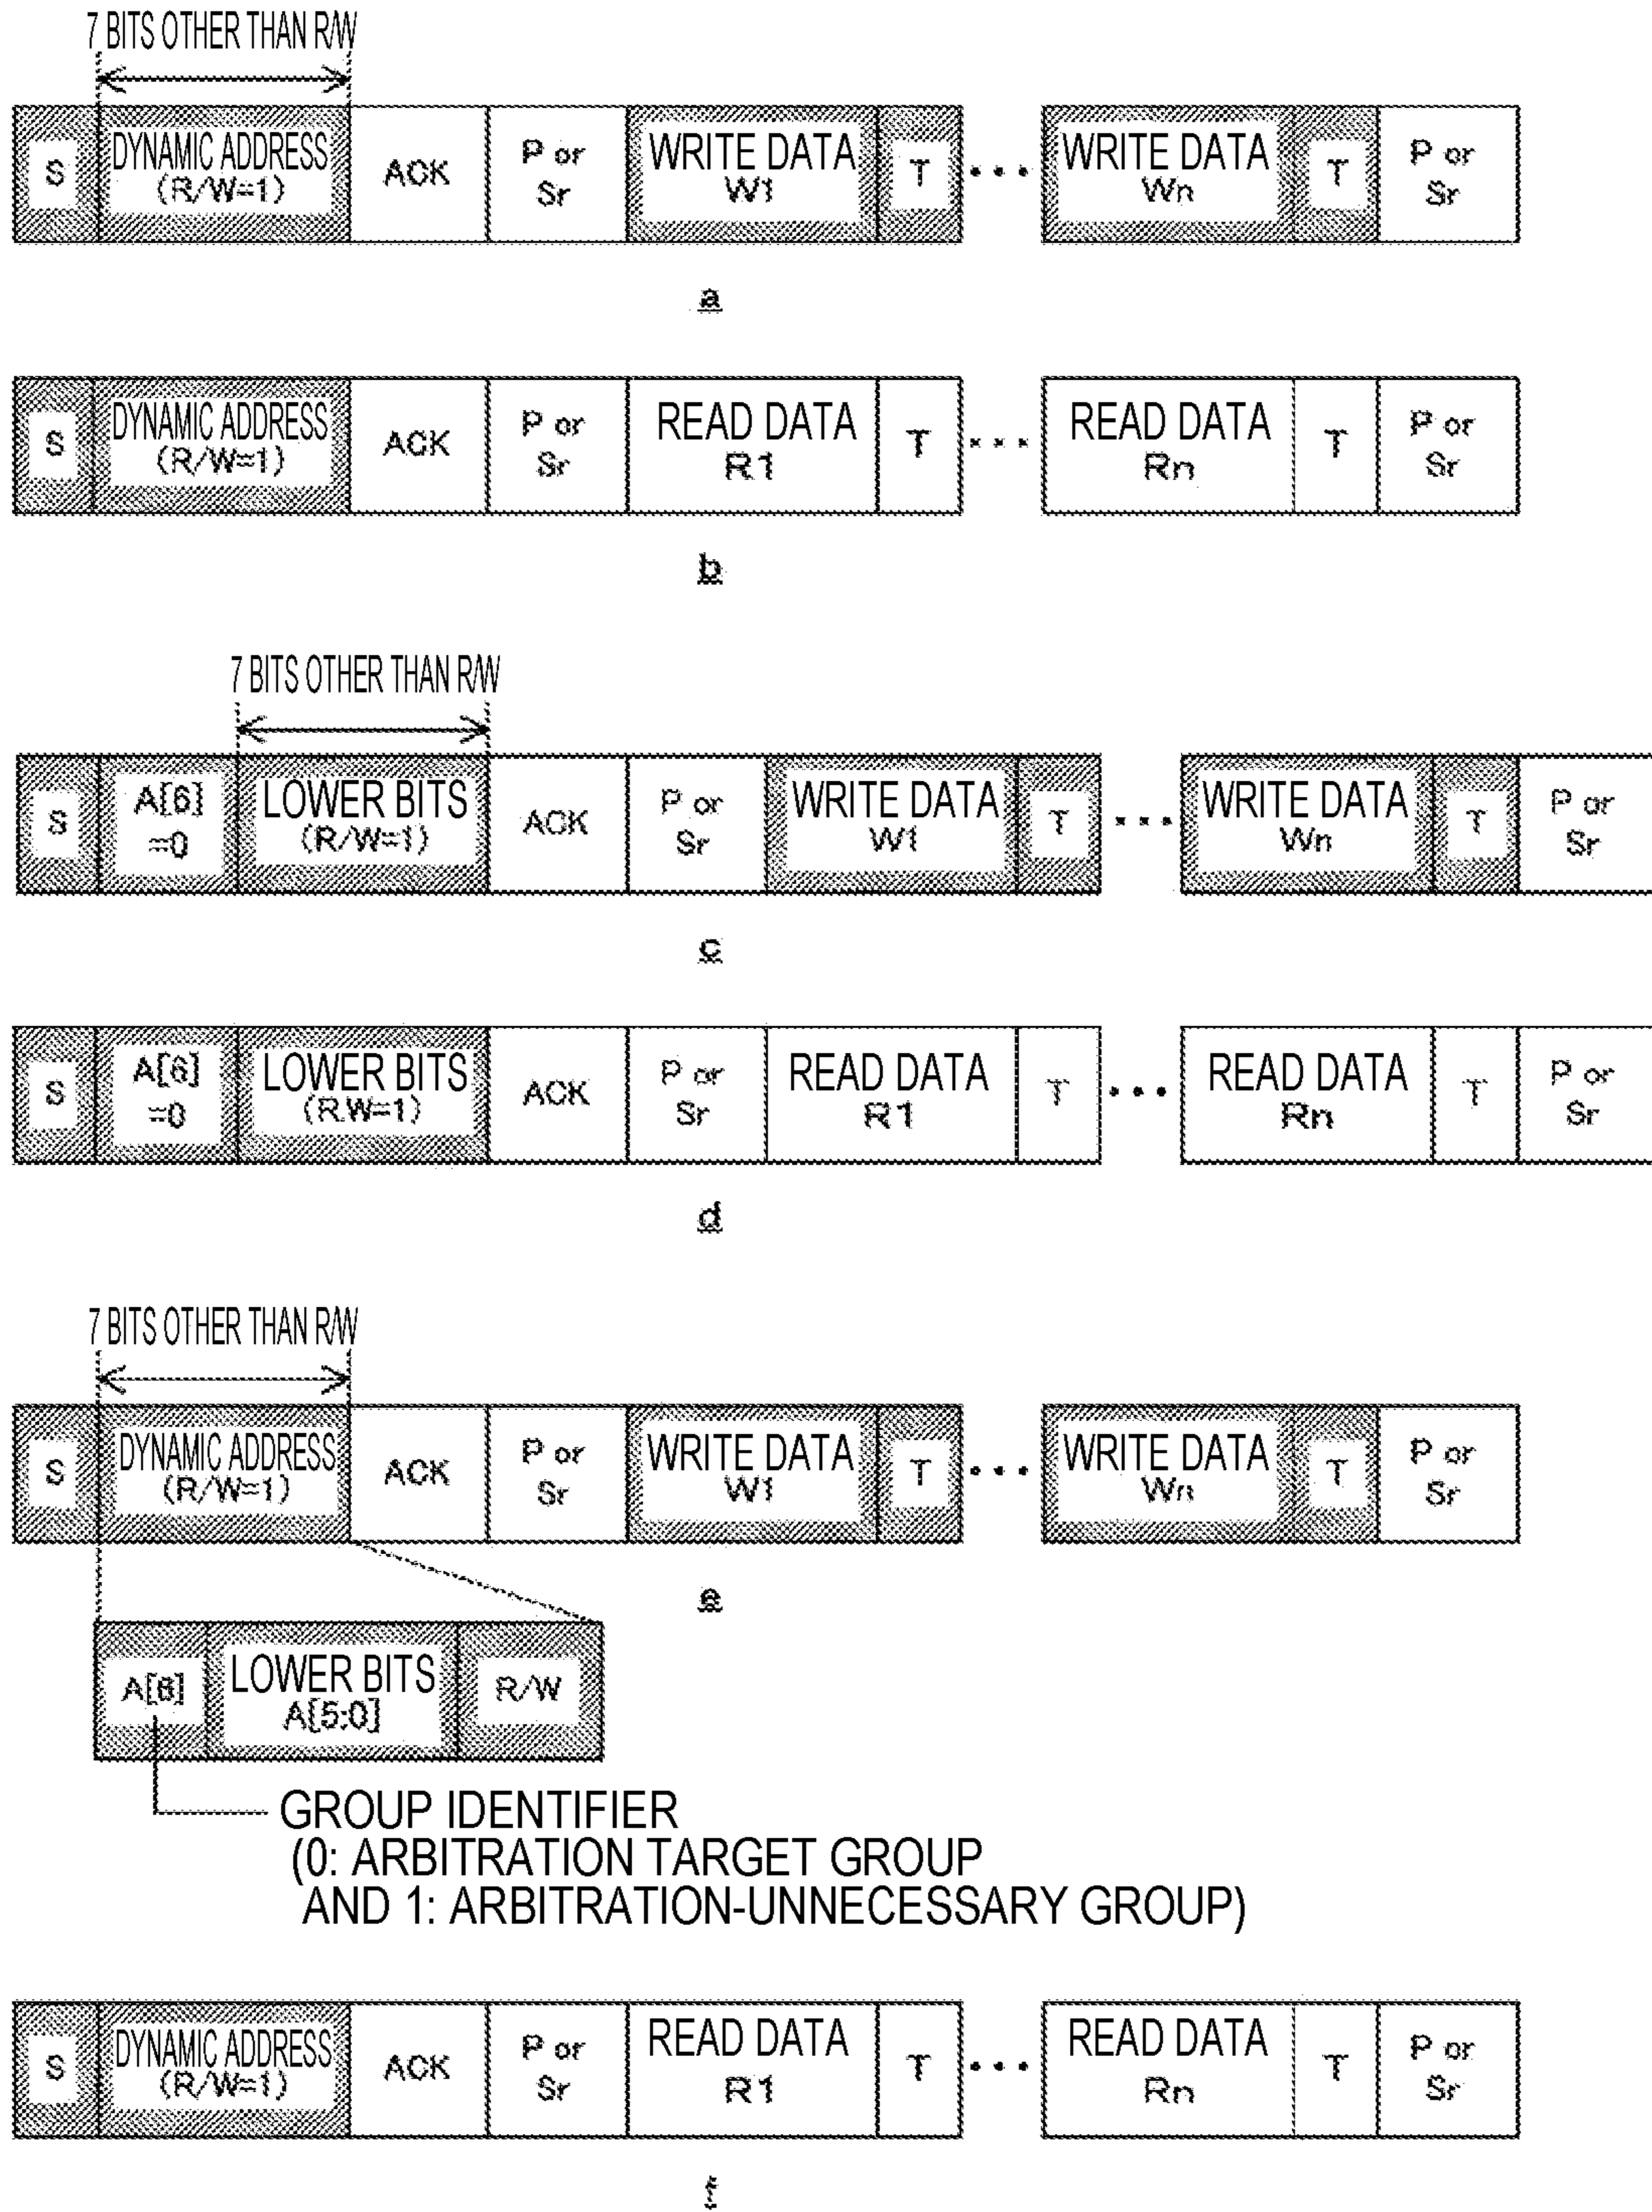 7 BITS OTHER THAN R/W
S DYNAMIC ADDRESS (R/W=1) ACK P or Sr WRITE DATA W1 T ... WRITE DATA Wn T P or Sr
a
S DYNAMIC ADDRESS (R/W=1) ACK P or Sr READ DATA R1 T ... READ DATA Rn T P or Sr
b
7 BITS OTHER THAN R/W
S A[6] =0 LOWER BITS (R/W=1) ACK P or Sr WRITE DATA W1 T ... WRITE DATA Wn T P or Sr
c
S A[6] =0 LOWER BITS (R.W=1) ACK P or Sr READ DATA R1 T ... READ DATA Rn T P or Sr
d
7 BITS OTHER THAN R/W
S DYNAMIC ADDRESS (R/W=1) ACK P or Sr WRITE DATA W1 T ... WRITE DATA Wn T P or Sr
e
A[6] LOWER BITS A[5:0] R/W
GROUP IDENTIFIER
(0: ARBITRATION TARGET GROUP
AND 1: ARBITRATION-UNNECESSARY GROUP)
S DYNAMIC ADDRESS (R/W=1) ACK P or Sr READ DATA R1 T ... READ DATA Rn T P or Sr
f